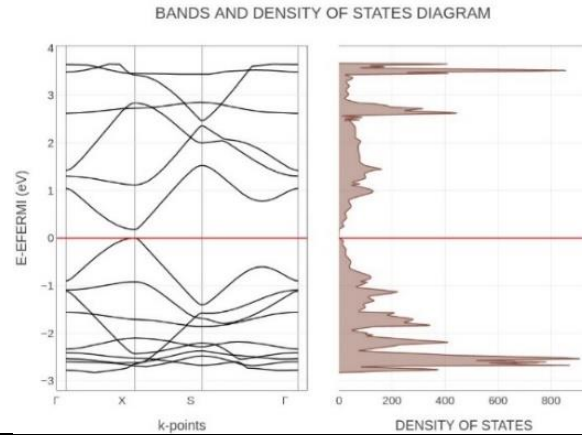 BANDS AND DENSITY OF STATES DIAGRAM
E-EFERMI (eV)
4
3
2
1
0
−1
−2
−3
Γ X S Γ
k-points
0 200 400 600 800
DENSITY OF STATES